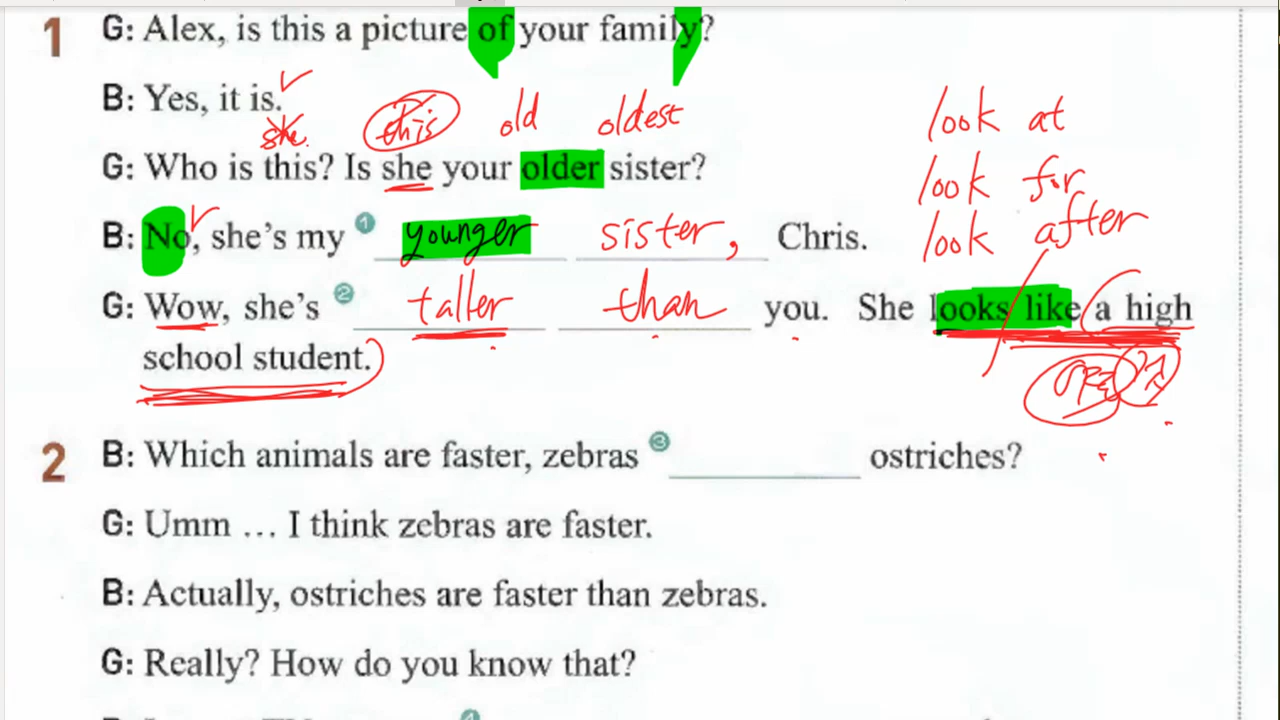 1 G: Alex, is this a picture of your family?
B: Yes, it is.
she. this old oldest look at
G: Who is this? Is she your older sister? look for
B: No, she's my ① younger sister, Chris. look after
G: Wow, she's ② taller than you. She looks like a high
school student.
2 B: Which animals are faster, zebras ③ ostriches?
G: Umm … I think zebras are faster.
B: Actually, ostriches are faster than zebras.
G: Really? How do you know that?